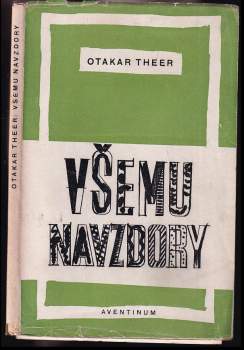 OTAKAR THEER
VŠEMU
NAVZDORY
AVENTINUM
OTAKAR THEER: VŠEMU NAVZDORY